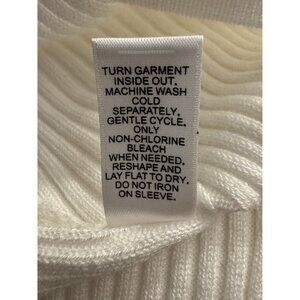 TURN GARMENT
INSIDE OUT.
MACHINE WASH
COLD
SEPARATELY.
GENTLE CYCLE.
ONLY
NON-CHLORINE
BLEACH
WHEN NEEDED.
RESHAPE AND
LAY FLAT TO DRY.
DO NOT IRON
ON SLEEVE.